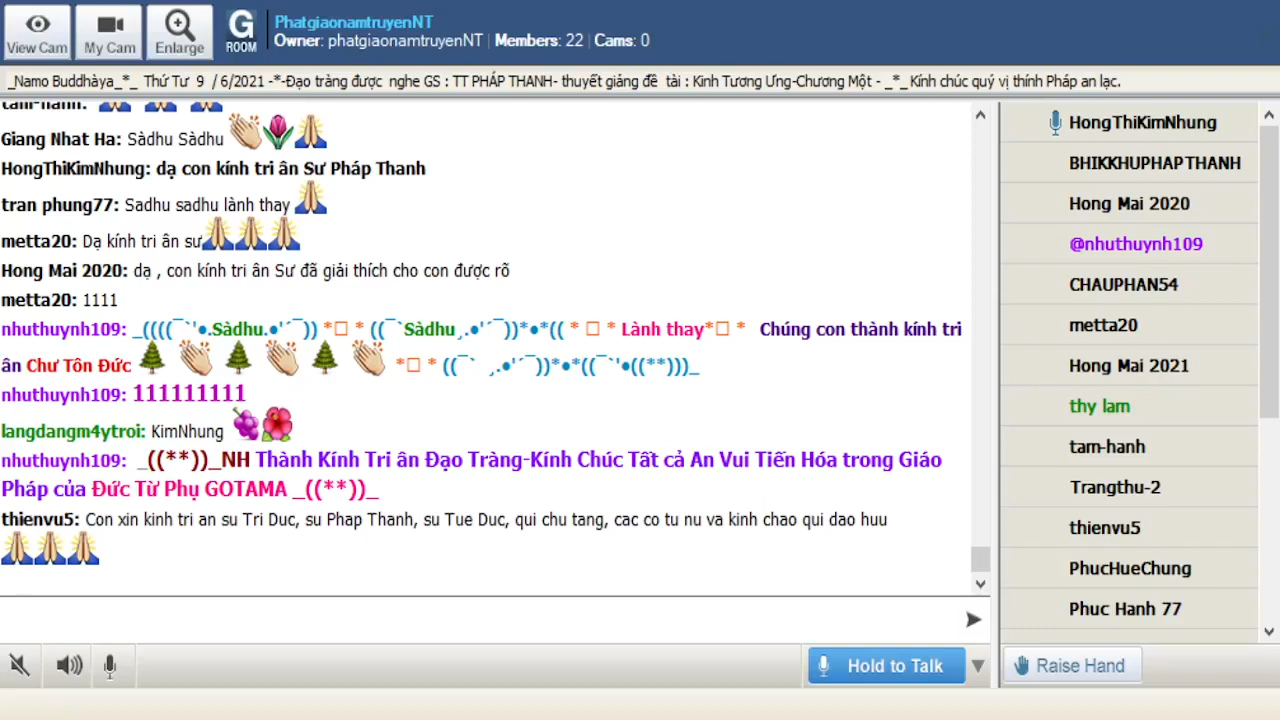 View Cam
My Cam
Enlarge
G
ROOM
PhatgiaonamtruyenNT
Owner: phatgiaonamtruyenNT | Members: 22 | Cams: 0
_Namo Buddhàya_*_ Thứ Tư 9 / 6/2021 -*-Đạo tràng được nghe GS : TT PHÁP THANH- thuyết giảng đề tài : Kinh Tương Ưng-Chương Một - _*_ Kính chúc quý vị thính Pháp an lạc.
tam-hanh:
Giang Nhat Ha: Sàdhu Sàdhu
HongThiKimNhung: dạ con kính tri ân Sư Pháp Thanh
tran phung77: Sadhu sadhu lành thay
metta20: Dạ kính tri ân sư
Hong Mai 2020: dạ , con kính tri ân Sư đã giải thích cho con được rõ
metta20: 1111
nhuthuynh109: _((((¯`'•.Sàdhu.•'´¯)) *□ * ((¯`Sàdhu¸.•'´¯))*•*(( * □ * Lành thay*□ * Chúng con thành kính tri
ân Chư Tôn Đức *□ * ((¯` ¸.•'´¯))*•*((¯`'•((**)))_
nhuthuynh109: 111111111
langdangm4ytroi: KimNhung
nhuthuynh109: _((**))_NH Thành Kính Tri ân Đạo Tràng-Kính Chúc Tất cả An Vui Tiến Hóa trong Giáo
Pháp của Đức Từ Phụ GOTAMA _((**))_
thienvu5: Con xin kinh tri an su Tri Duc, su Phap Thanh, su Tue Duc, qui chu tang, cac co tu nu va kinh chao qui dao huu
Hold to Talk
HongThiKimNhung
BHIKKHUPHAPTHANH
Hong Mai 2020
@nhuthuynh109
CHAUPHAN54
metta20
Hong Mai 2021
thy lam
tam-hanh
Trangthu-2
thienvu5
PhucHueChung
Phuc Hanh 77
Raise Hand